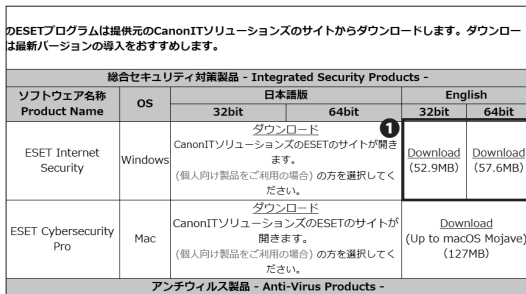 のESETプログラムは提供元のCanonITソリューションズのサイトからダウンロードします。ダウンロー
は最新バージョンの導入をおすすめします。
総合セキュリティ対策製品 - Integrated Security Products -
ソフトウェア名称
Product Name
OS
日本語版
English
32bit
64bit
32bit
64bit
ESET Internet
Security
Windows
ダウンロード
CanonITソリューションズのESETのサイトが開き
ます。
(個人向け製品をご利用の場合) の方を選択してく
ださい。
❶
Download
(52.9MB)
Download
(57.6MB)
ESET Cybersecurity
Pro
Mac
ダウンロード
CanonITソリューションズのESETのサイトが
開きます。
(個人向け製品をご利用の場合) の方を選択してく
ださい。
Download
(Up to macOS Mojave)
(127MB)
アンチウィルス製品 - Anti-Virus Products -